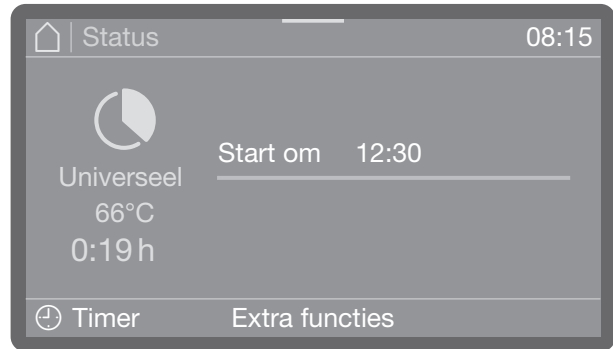 Status 08:15
Start om 12:30
Universeel
66°C
0:19 h
Timer Extra functies